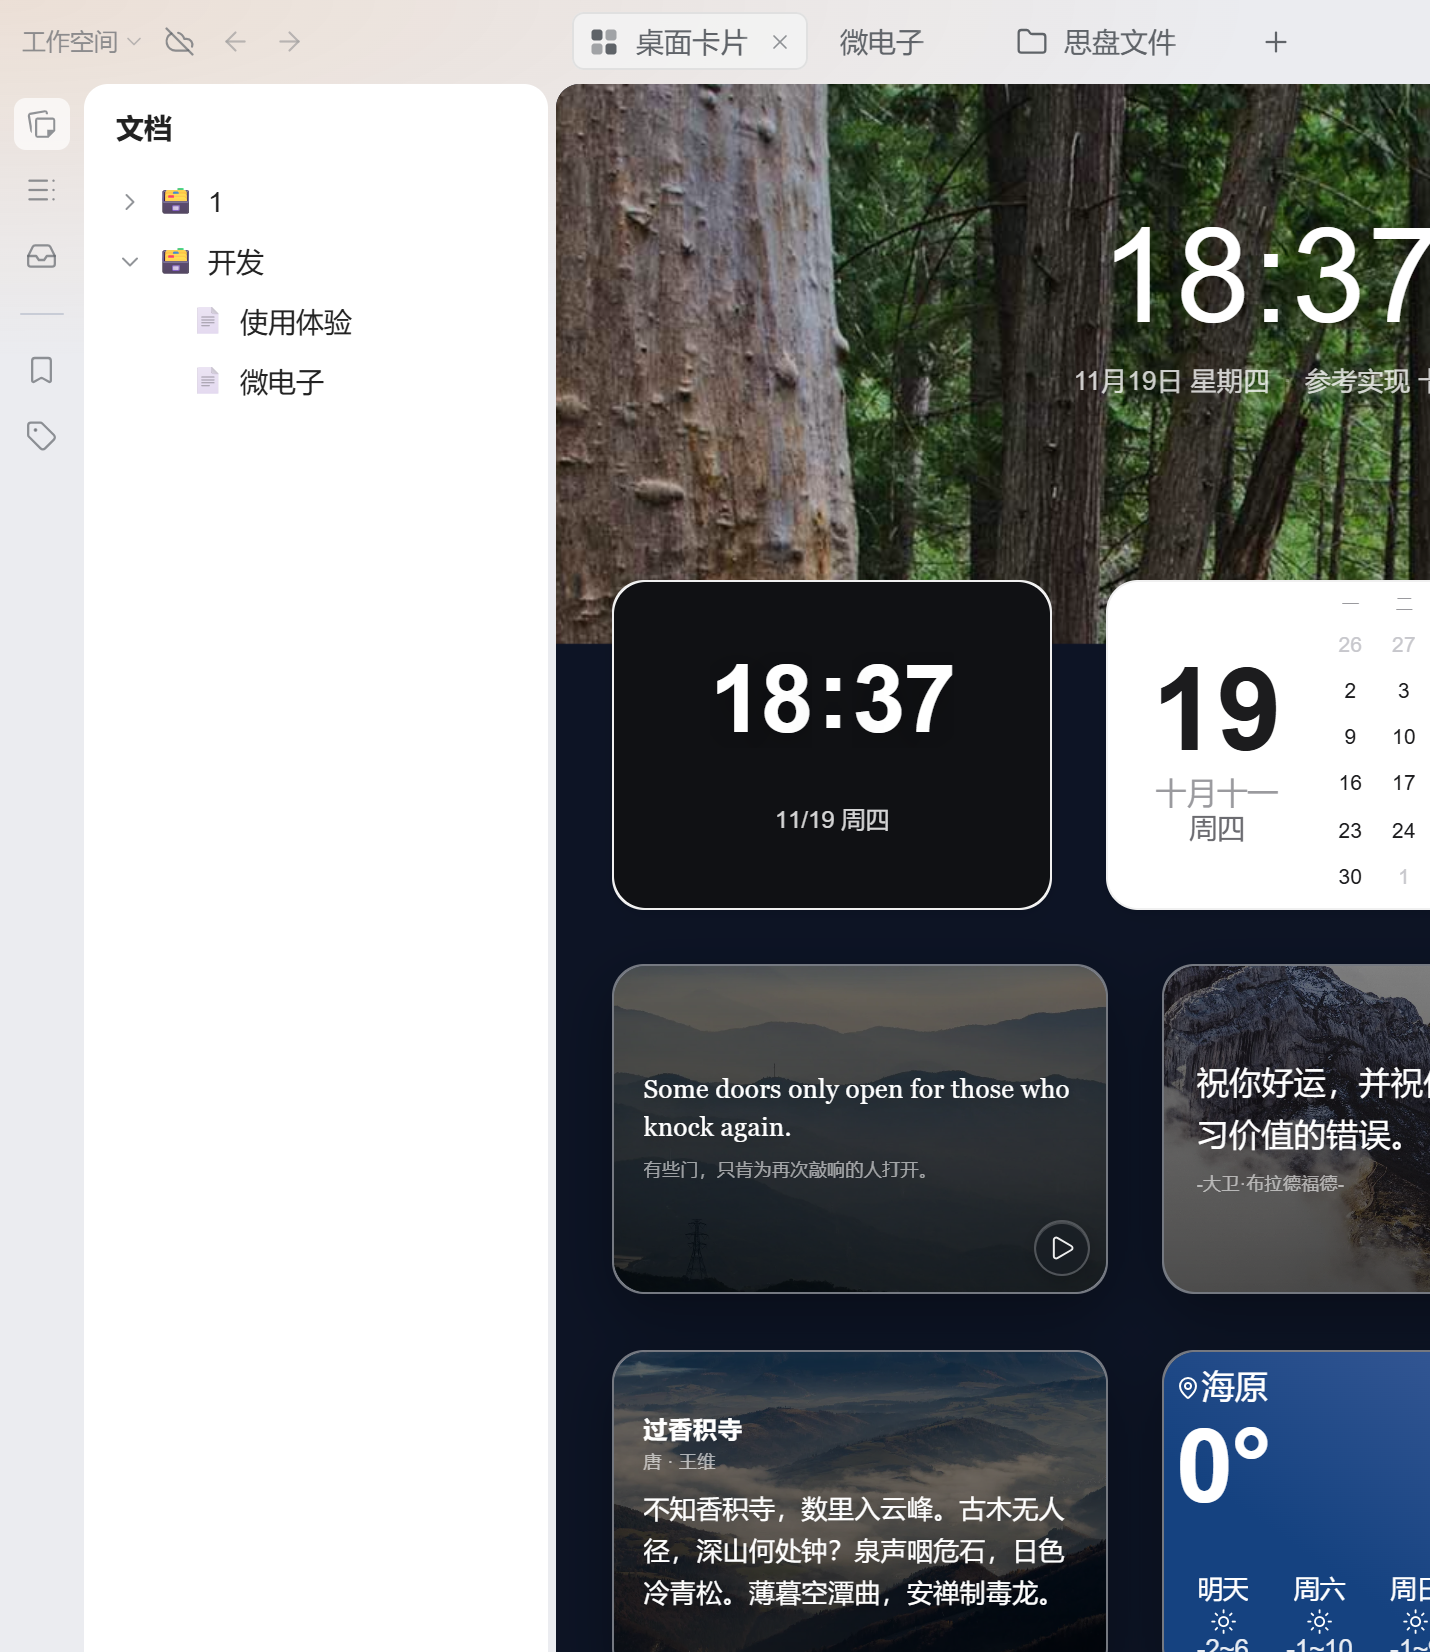 工作空间
桌面卡片
微电子
思盘文件
文档
1
开发
使用体验
微电子
18:37
11月19日 星期四 参考实现
18:37
11/19 周四
19
十月十一
周四
一 二
26 27
2 3
9 10
16 17
23 24
30 1
Some doors only open for those who
knock again.
有些门，只肯为再次敲响的人打开。
祝你好运，并祝
习价值的错误。
-大卫·布拉德福德-
过香积寺
唐 · 王维
不知香积寺，数里入云峰。古木无人
径，深山何处钟？泉声咽危石，日色
冷青松。薄暮空潭曲，安禅制毒龙。
海原
0°
明天 周六 周日
-2~6 -1~10